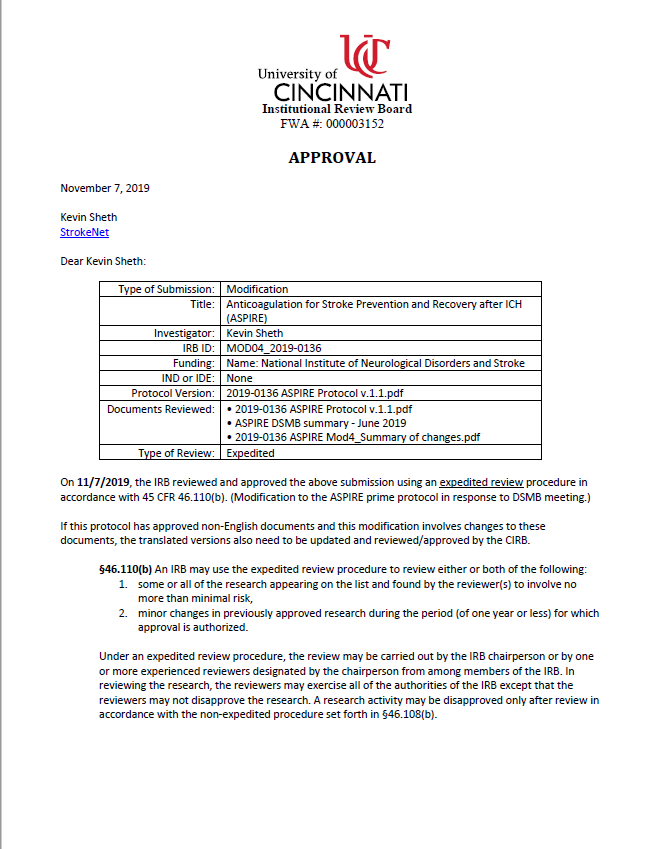 University of
CINCINNATI
Institutional Review Board
FWA #: 000003152
APPROVAL
November 7, 2019
Kevin Sheth
StrokeNet
Dear Kevin Sheth:
Type of Submission: Modification
Title: Anticoagulation for Stroke Prevention and Recovery after ICH
(ASPIRE)
Investigator: Kevin Sheth
IRB ID: MOD04_2019-0136
Funding: Name: National Institute of Neurological Disorders and Stroke
IND or IDE: None
Protocol Version: 2019-0136 ASPIRE Protocol v.1.1.pdf
Documents Reviewed: • 2019-0136 ASPIRE Protocol v.1.1.pdf
• ASPIRE DSMB summary - June 2019
• 2019-0136 ASPIRE Mod4_Summary of changes.pdf
Type of Review: Expedited
On 11/7/2019, the IRB reviewed and approved the above submission using an expedited review procedure in
accordance with 45 CFR 46.110(b). (Modification to the ASPIRE prime protocol in response to DSMB meeting.)
If this protocol has approved non-English documents and this modification involves changes to these
documents, the translated versions also need to be updated and reviewed/approved by the CIRB.
§46.110(b) An IRB may use the expedited review procedure to review either or both of the following:
1. some or all of the research appearing on the list and found by the reviewer(s) to involve no
more than minimal risk,
2. minor changes in previously approved research during the period (of one year or less) for which
approval is authorized.
Under an expedited review procedure, the review may be carried out by the IRB chairperson or by one
or more experienced reviewers designated by the chairperson from among members of the IRB. In
reviewing the research, the reviewers may exercise all of the authorities of the IRB except that the
reviewers may not disapprove the research. A research activity may be disapproved only after review in
accordance with the non-expedited procedure set forth in §46.108(b).